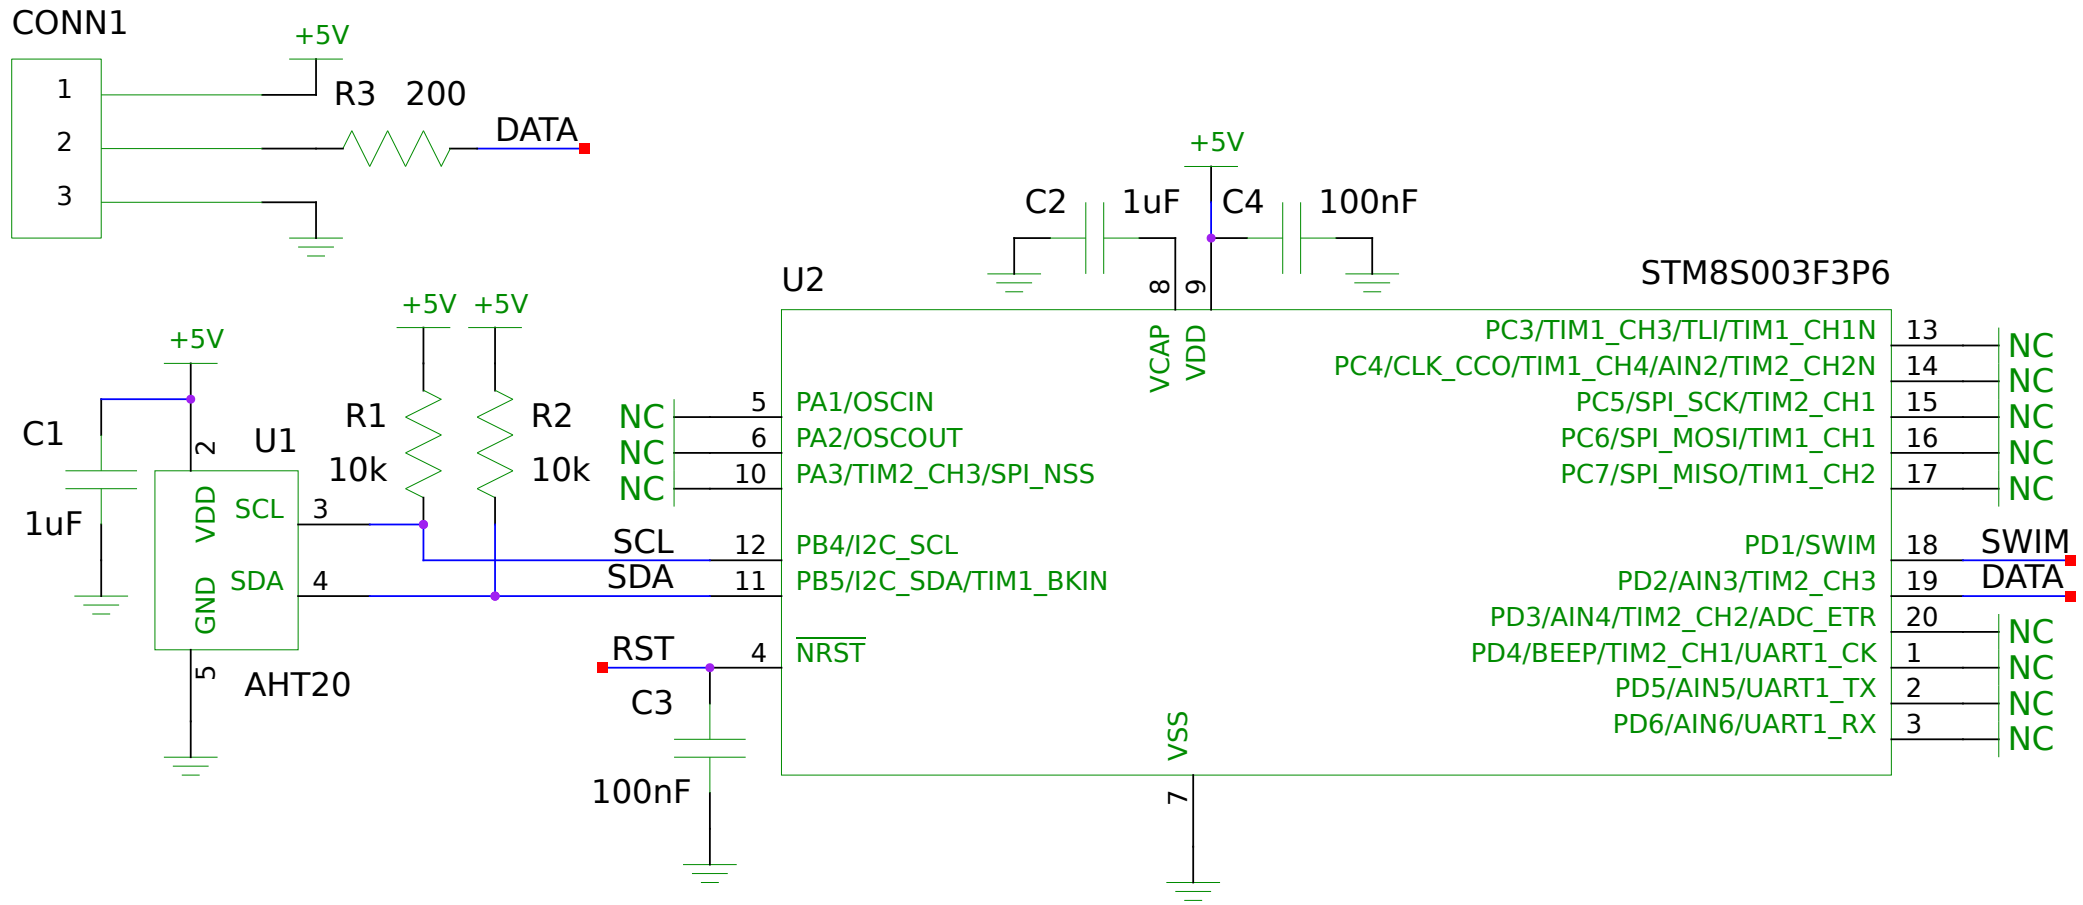 CONN1
+5V
1
R3 200
2
DATA
3
+5V
C2 1uF C4 100nF
8
9
U2
STM8S003F3P6
VCAP
VDD
+5V +5V
+5V
C1
2
U1
R1
10k
R2
10k
1uF
VDD
SCL 3
SDA 4
GND
5
AHT20
NC 5 PA1/OSCIN
NC 6 PA2/OSCOUT
NC 10 PA3/TIM2_CH3/SPI_NSS
SCL 12 PB4/I2C_SCL
SDA 11 PB5/I2C_SDA/TIM1_BKIN
RST 4 NRST
C3
100nF
VSS
7
PC3/TIM1_CH3/TLI/TIM1_CH1N 13 NC
PC4/CLK_CCO/TIM1_CH4/AIN2/TIM2_CH2N 14 NC
PC5/SPI_SCK/TIM2_CH1 15 NC
PC6/SPI_MOSI/TIM1_CH1 16 NC
PC7/SPI_MISO/TIM1_CH2 17 NC
PD1/SWIM 18 SWIM
PD2/AIN3/TIM2_CH3 19 DATA
PD3/AIN4/TIM2_CH2/ADC_ETR 20 NC
PD4/BEEP/TIM2_CH1/UART1_CK 1 NC
PD5/AIN5/UART1_TX 2 NC
PD6/AIN6/UART1_RX 3 NC